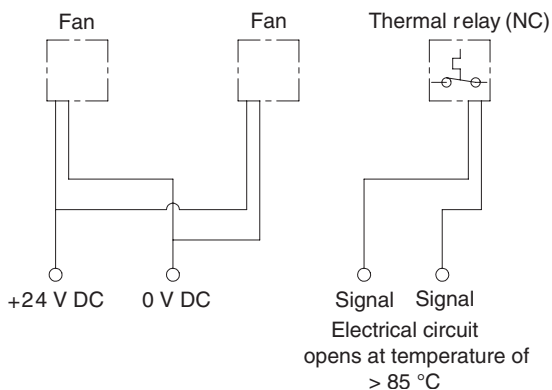 Fan
Fan
Thermal relay (NC)
+24 V DC
0 V DC
Signal
Signal
Electrical circuit
opens at temperature of
> 85 °C